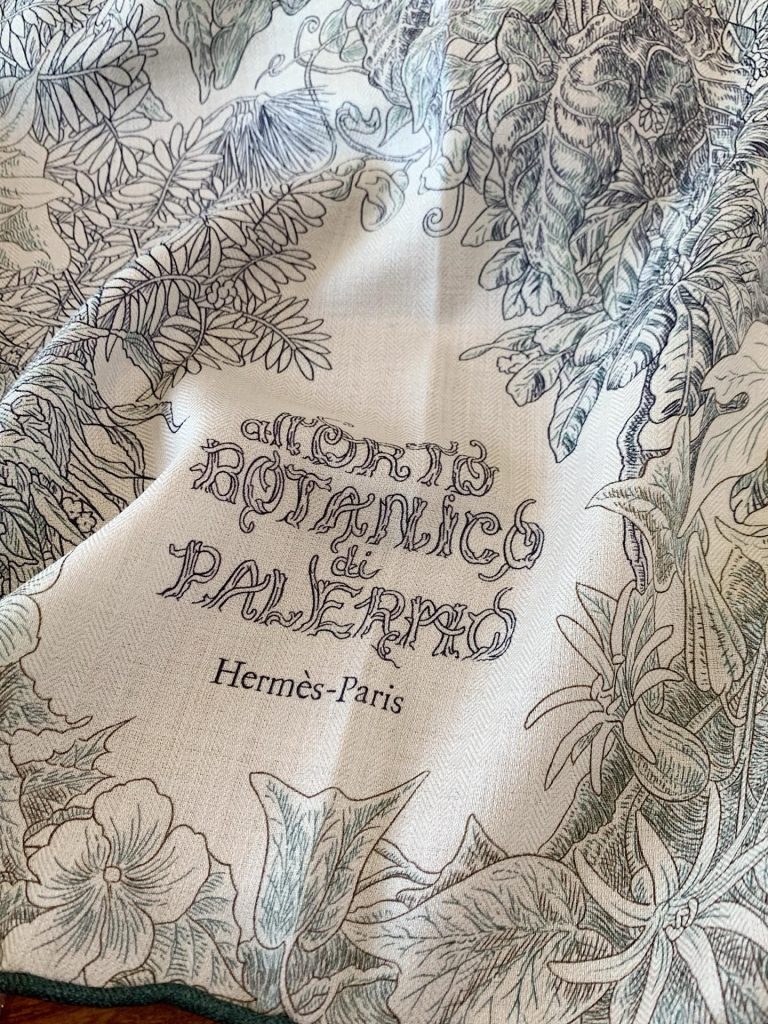 all'ORTO
BOTANiCO
di
PALERMO
Hermès-Paris